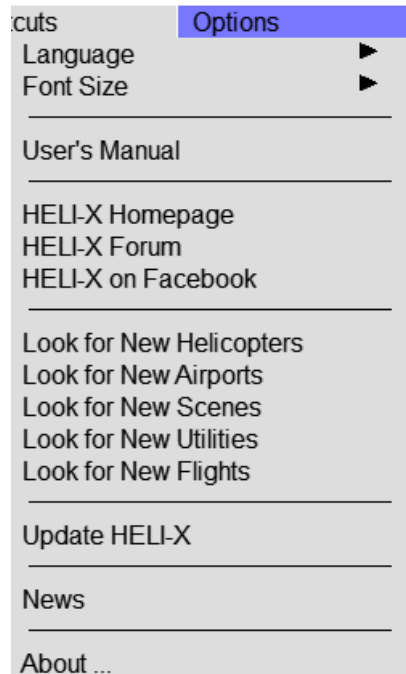 tcuts Options
Language
Font Size
User's Manual
HELI-X Homepage
HELI-X Forum
HELI-X on Facebook
Look for New Helicopters
Look for New Airports
Look for New Scenes
Look for New Utilities
Look for New Flights
Update HELI-X
News
About ...